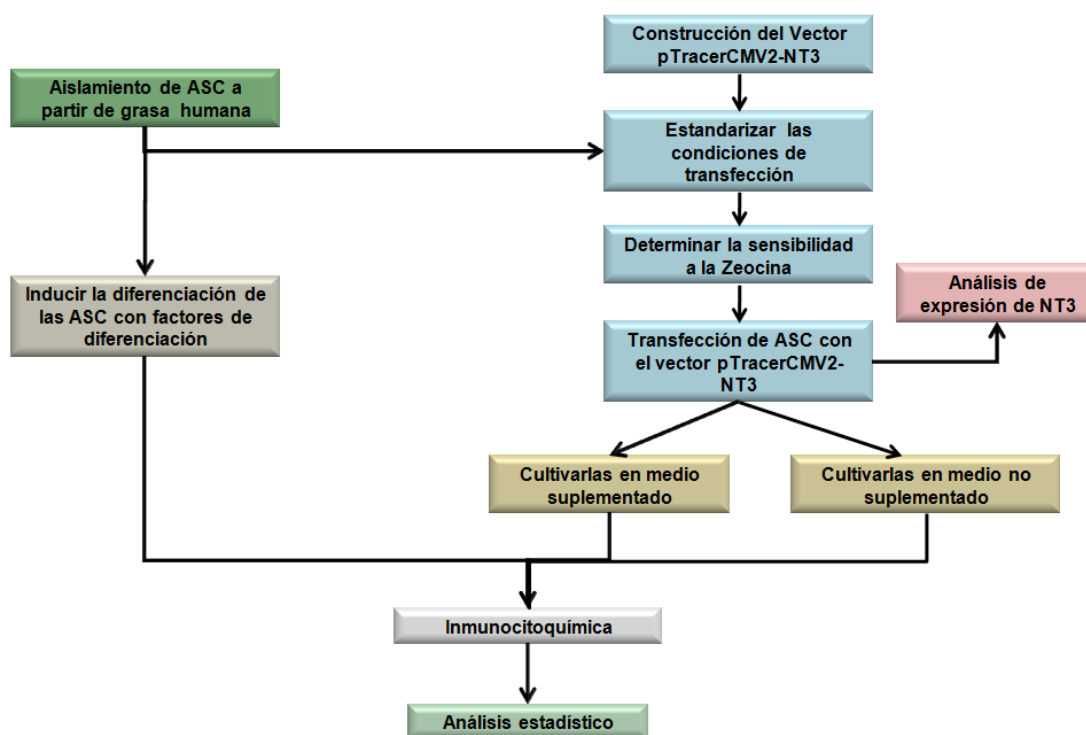 Construcción del Vector
pTracerCMV2-NT3
Aislamiento de ASC a
partir de grasa humana
Estandarizar las
condiciones de
transfección
Determinar la sensibilidad
a la Zeocina
Inducir la diferenciación de
las ASC con factores de
diferenciación
Análisis de
expresión de NT3
Transfección de ASC con
el vector pTracerCMV2-
NT3
Cultivarlas en medio
suplementado
Cultivarlas en medio no
suplementado
Inmunocitoquímica
Análisis estadístico